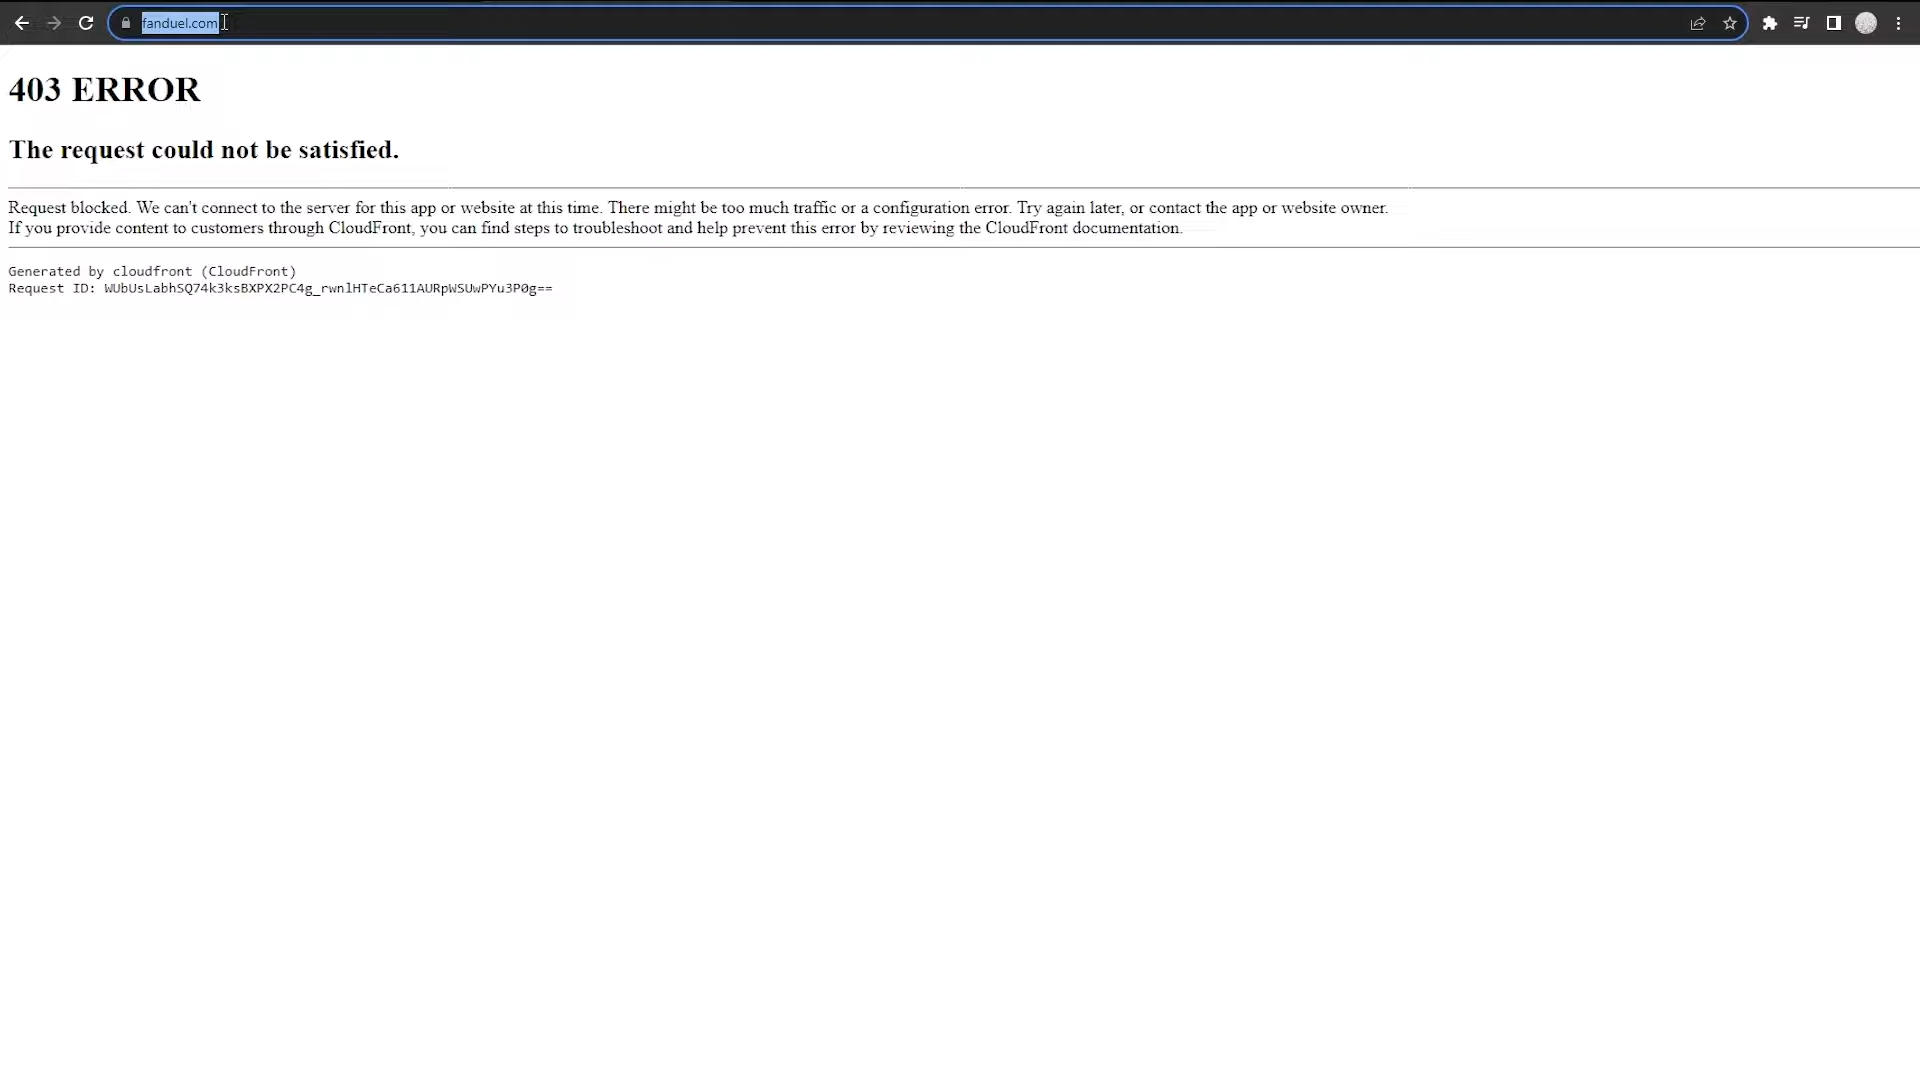 fanduel.com
403 ERROR
The request could not be satisfied.
Request blocked. We can't connect to the server for this app or website at this time. There might be too much traffic or a configuration error. Try again later, or contact the app or website owner.
If you provide content to customers through CloudFront, you can find steps to troubleshoot and help prevent this error by reviewing the CloudFront documentation.
Generated by cloudfront (CloudFront)
Request ID: WUbUsLabhSQ74k3ksBXPX2PC4g_rwnlHTeCa611AURpWSUwPYu3P0g==